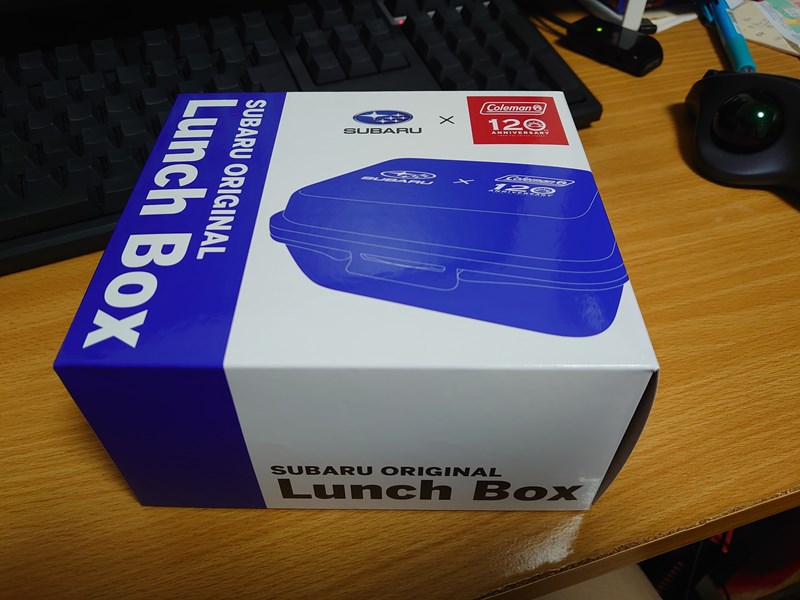 SUBARU ORIGINAL
Lunch Box
SUBARU
×
Coleman
120
ANNIVERSARY
SUBARU
×
Coleman
120
ANNIVERSARY
SUBARU ORIGINAL
Lunch Box